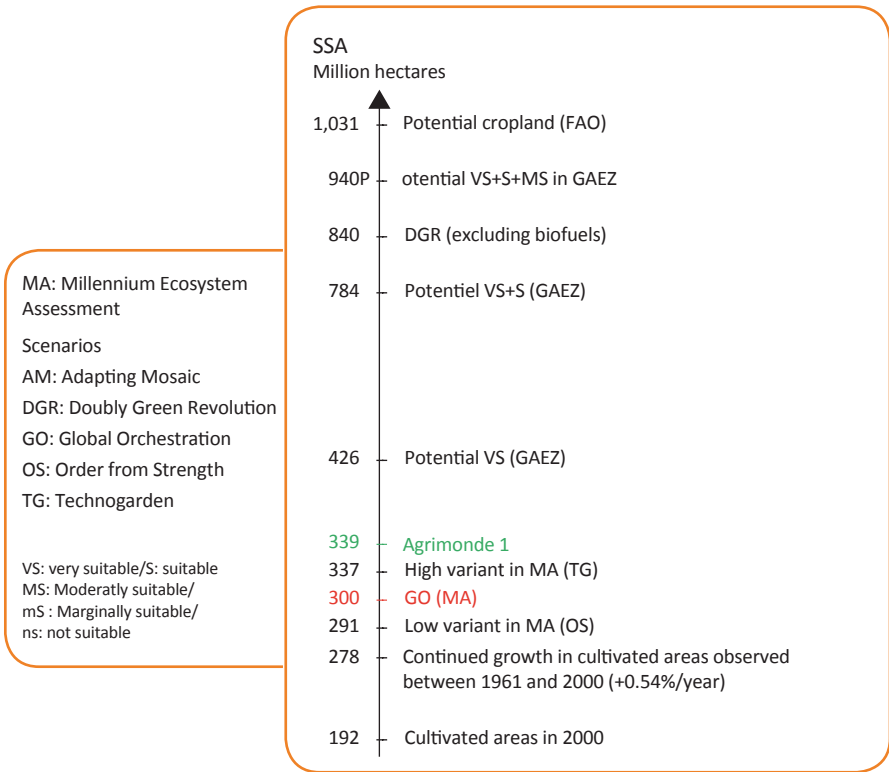 SSA
Million hectares
1,031 Potential cropland (FAO)
940P otential VS+S+MS in GAEZ
840 DGR (excluding biofuels)
784 Potentiel VS+S (GAEZ)
426 Potential VS (GAEZ)
339 Agrimonde 1
337 High variant in MA (TG)
300 GO (MA)
291 Low variant in MA (OS)
278 Continued growth in cultivated areas observed
between 1961 and 2000 (+0.54%/year)
192 Cultivated areas in 2000
MA: Millennium Ecosystem
Assessment
Scenarios
AM: Adapting Mosaic
DGR: Doubly Green Revolution
GO: Global Orchestration
OS: Order from Strength
TG: Technogarden
VS: very suitable/S: suitable
MS: Moderatly suitable/
mS : Marginally suitable/
ns: not suitable